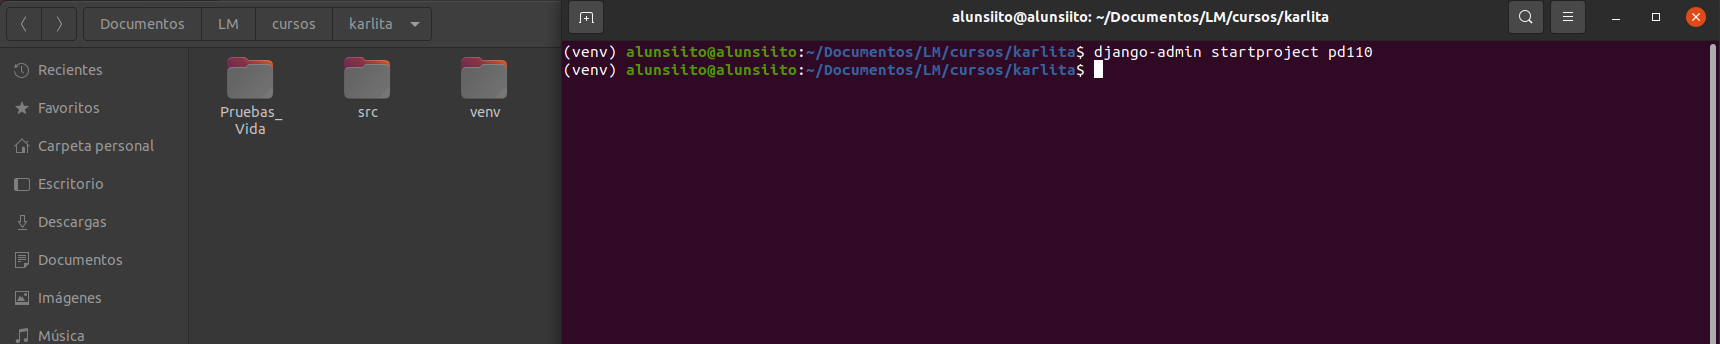 Documentos LM cursos karlita
Recientes
Favoritos
Carpeta personal
Escritorio
Descargas
Documentos
Imágenes
Música
Pruebas_
Vida
src
venv
alunsiito@alunsiito: ~/Documentos/LM/cursos/karlita
(venv) alunsiito@alunsiito:~/Documentos/LM/cursos/karlita$ django-admin startproject pd110
(venv) alunsiito@alunsiito:~/Documentos/LM/cursos/karlita$